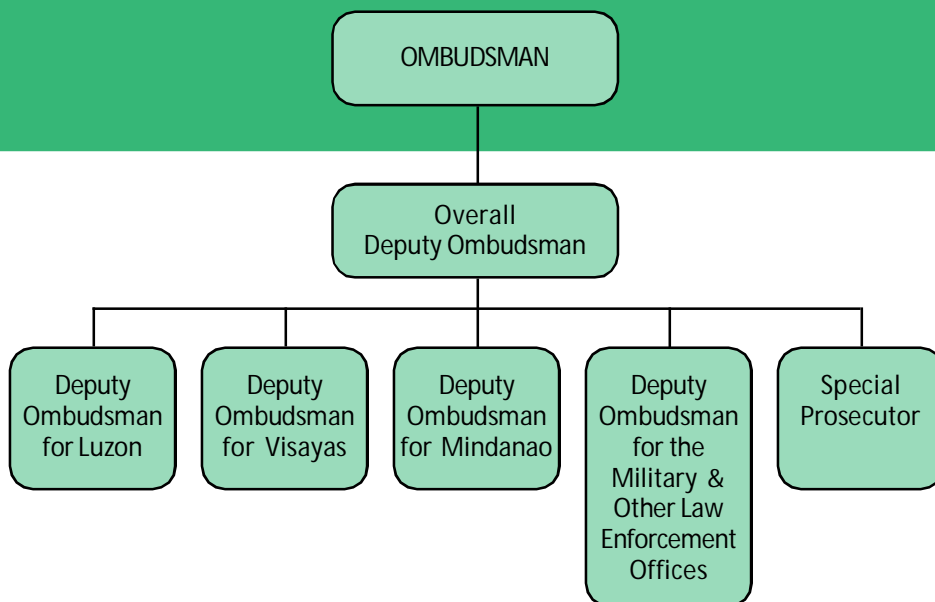 OMBUDSMAN
Overall
Deputy Ombudsman
Deputy
Ombudsman
for Luzon
Deputy
Ombudsman
for Visayas
Deputy
Ombudsman
for Mindanao
Deputy
Ombudsman
for the
Military &
Other Law
Enforcement
Offices
Special
Prosecutor